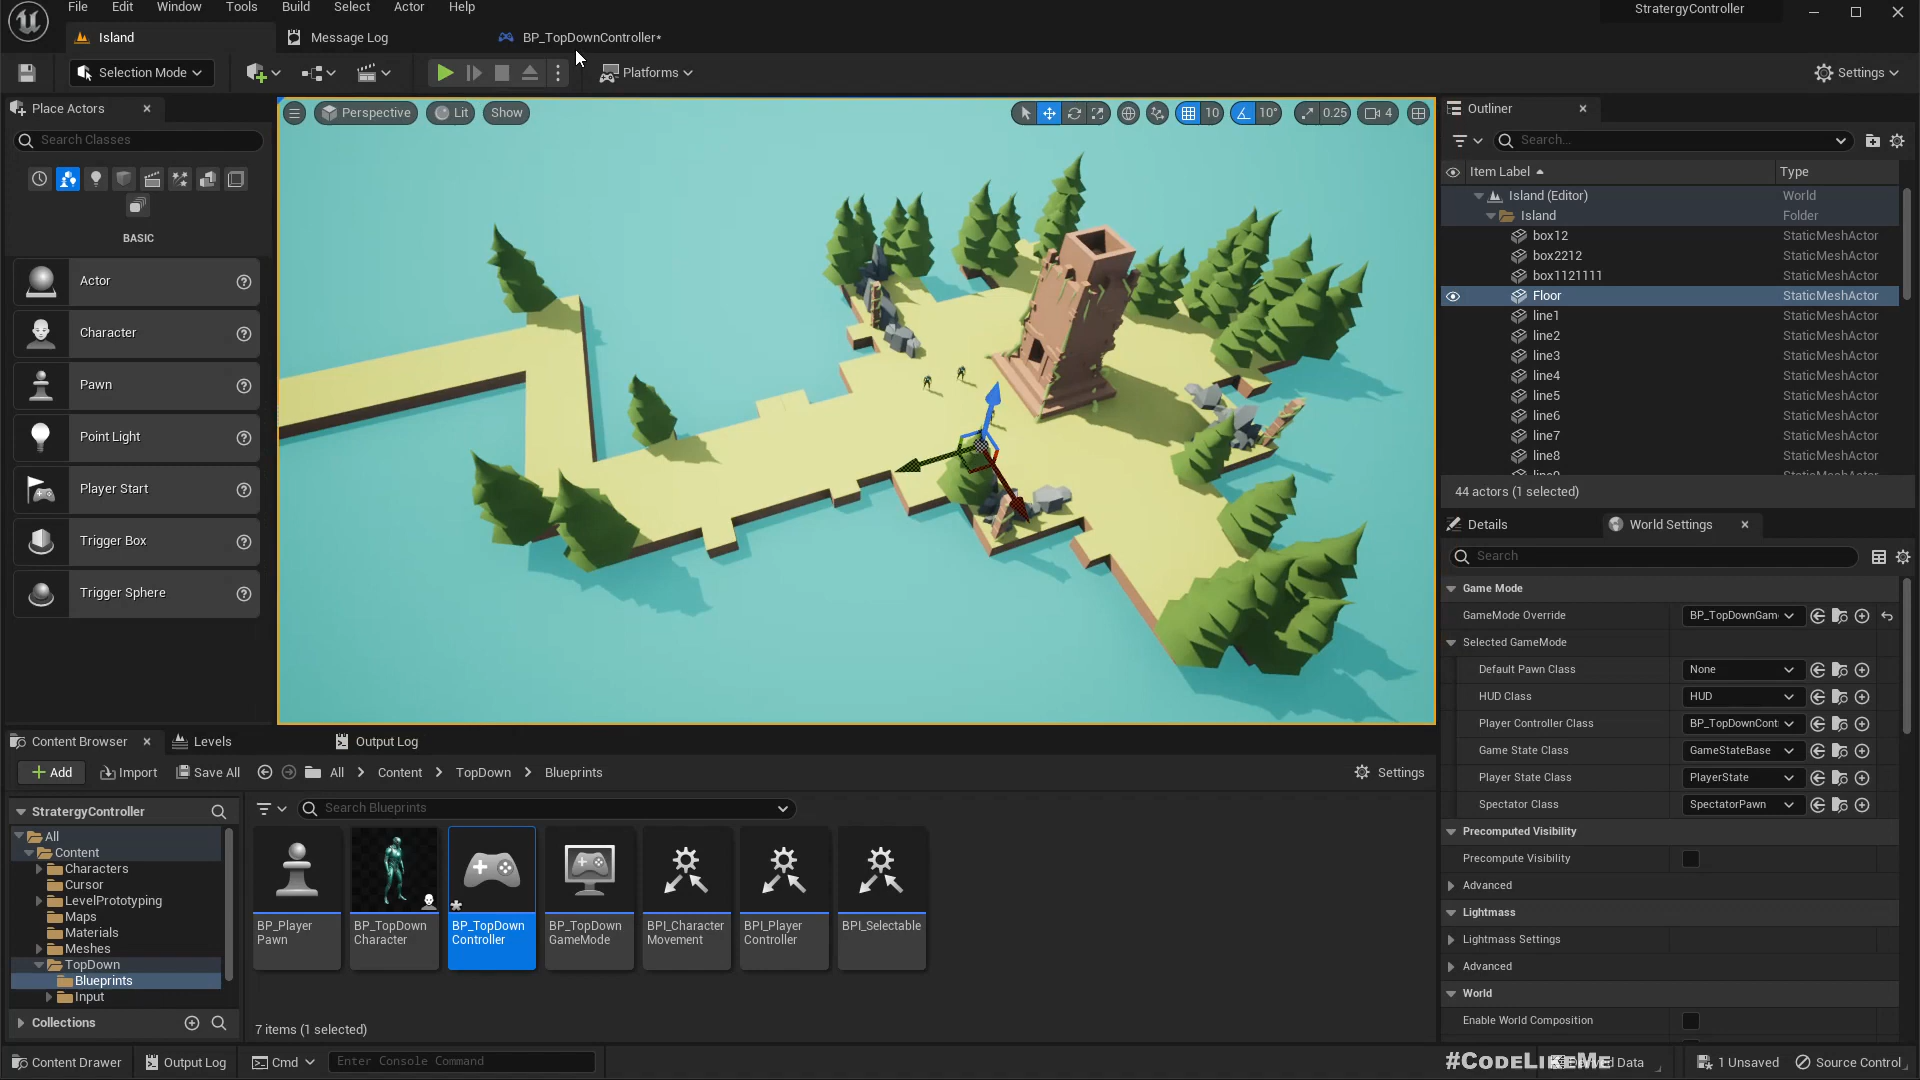 File Edit Window Tools Build Select Actor Help
StratergyController
Island
Message Log
BP_TopDownController*
Selection Mode
Platforms
Settings
Place Actors
Search Classes
BASIC
Actor
Character
Pawn
Point Light
Player Start
Trigger Box
Trigger Sphere
Perspective
Lit
Show
10
10°
0.25
4
Outliner
Search...
Item Label
Type
Island (Editor) World
Island Folder
box12 StaticMeshActor
box2212 StaticMeshActor
box1121111 StaticMeshActor
Floor StaticMeshActor
line1 StaticMeshActor
line2 StaticMeshActor
line3 StaticMeshActor
line4 StaticMeshActor
line5 StaticMeshActor
line6 StaticMeshActor
line7 StaticMeshActor
line8 StaticMeshActor
44 actors (1 selected)
Details
World Settings
Search
Game Mode
GameMode Override BP_TopDownGam
Selected GameMode
Default Pawn Class None
HUD Class HUD
Player Controller Class BP_TopDownCont
Game State Class GameStateBase
Player State Class PlayerState
Spectator Class SpectatorPawn
Precomputed Visibility
Precompute Visibility
Advanced
Lightmass
Lightmass Settings
Advanced
World
Enable World Composition
Content Browser
Levels
Output Log
Add
Import
Save All
All
Content
TopDown
Blueprints
Settings
StratergyController
All
Content
Characters
Cursor
LevelPrototyping
Maps
Materials
Meshes
TopDown
Blueprints
Input
Collections
Search Blueprints
BP_Player
Pawn
BP_TopDown
Character
BP_TopDown
Controller
BP_TopDown
GameMode
BPI_Character
Movement
BPI_Player
Controller
BPI_Selectable
7 items (1 selected)
Content Drawer
Output Log
Cmd
Enter Console Command
#CodeLikeMe
Data
1 Unsaved
Source Control